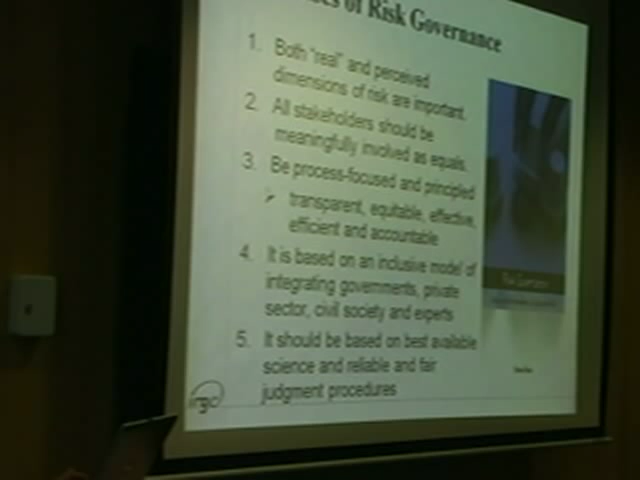 of Risk Governance
1. Both "real" and perceived
dimensions of risk are important.
2. All stakeholders should be
meaningfully involved as equals.
3. Be process-focused and principled
➢ transparent, equitable, effective,
efficient and accountable
4. It is based on an inclusive model of
integrating governments, private
sector, civil society and experts
5. It should be based on best available
science and reliable and fair
judgment procedures
irgc